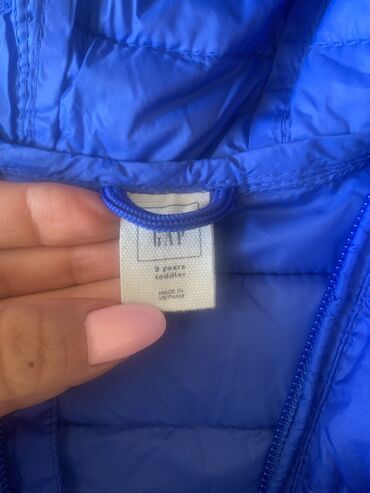 GAP
3 years
toddler
MADE IN
VIETNAM